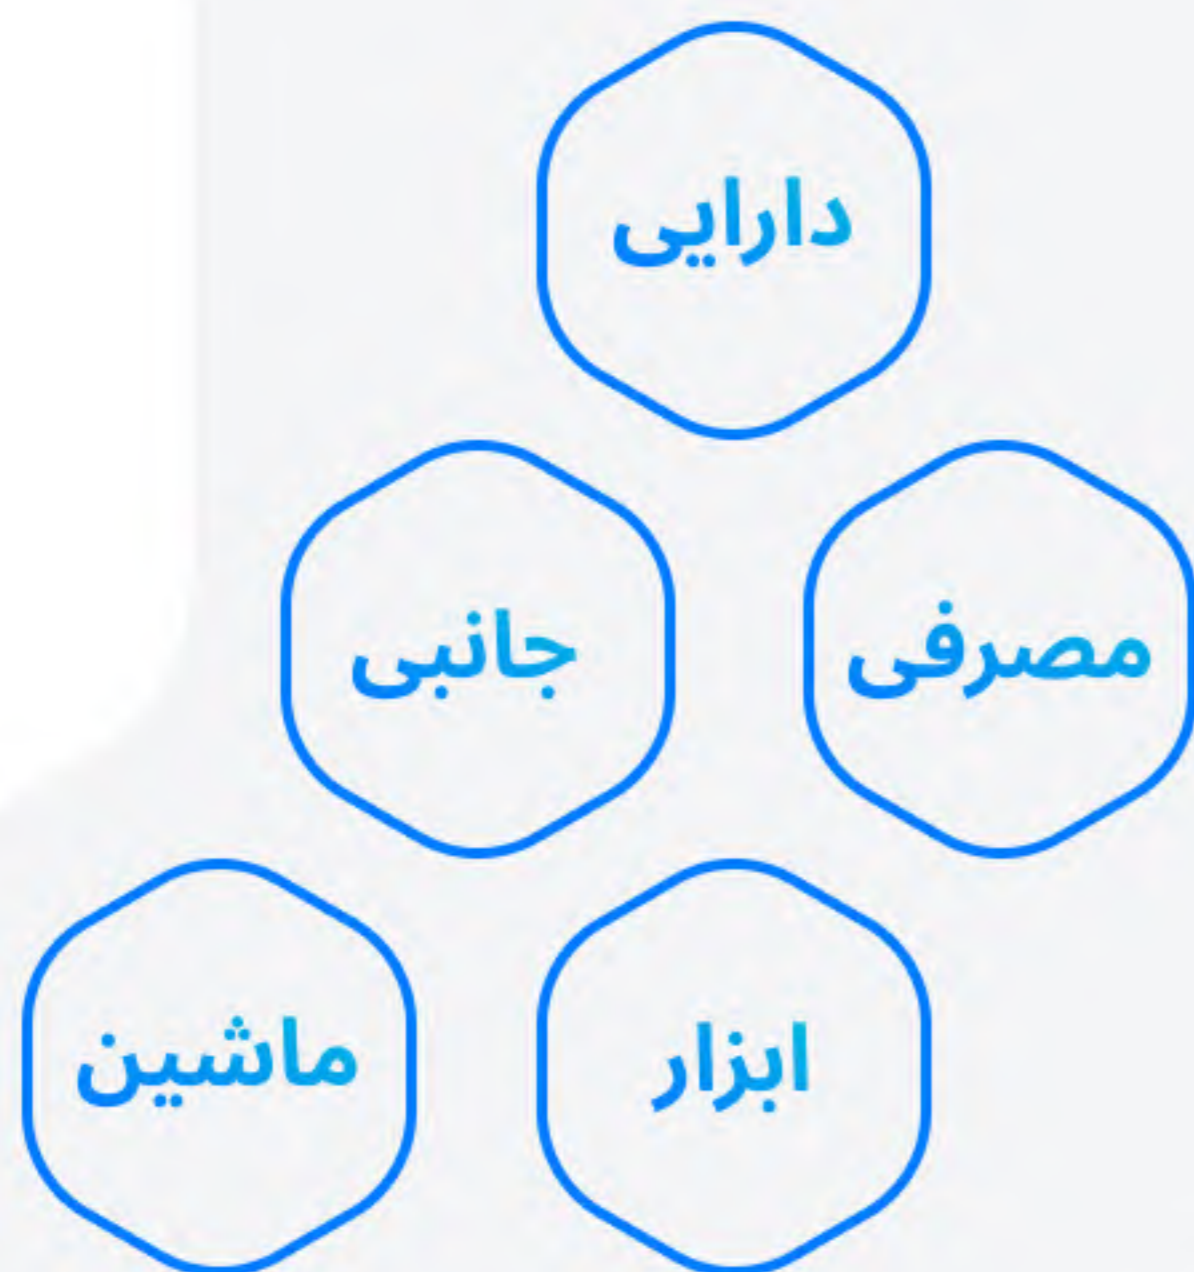 دارایی
مصرفی
جانبی
ابزار
ماشین